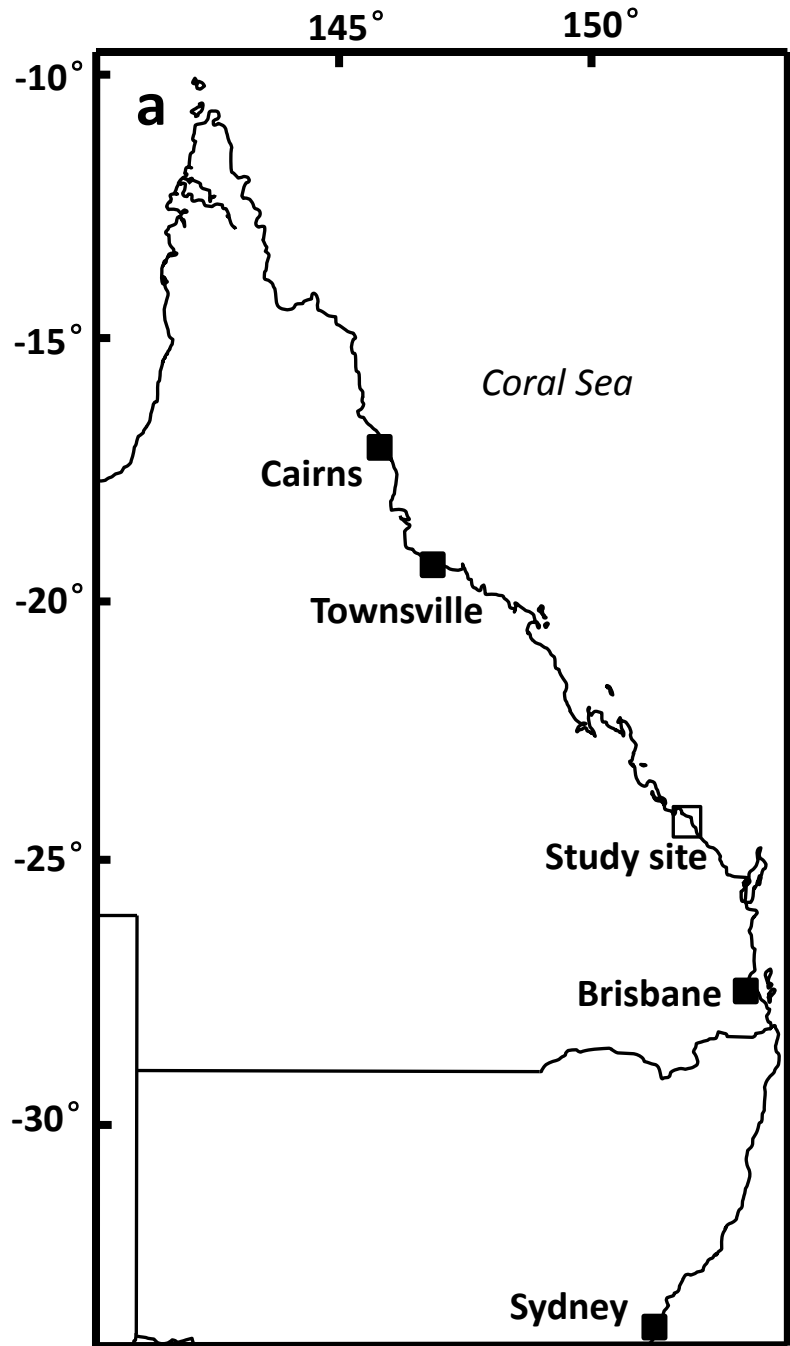 145°
150°
-10°
a
-15°
Coral Sea
Cairns
-20°
Townsville
-25°
Study site
Brisbane
-30°
Sydney